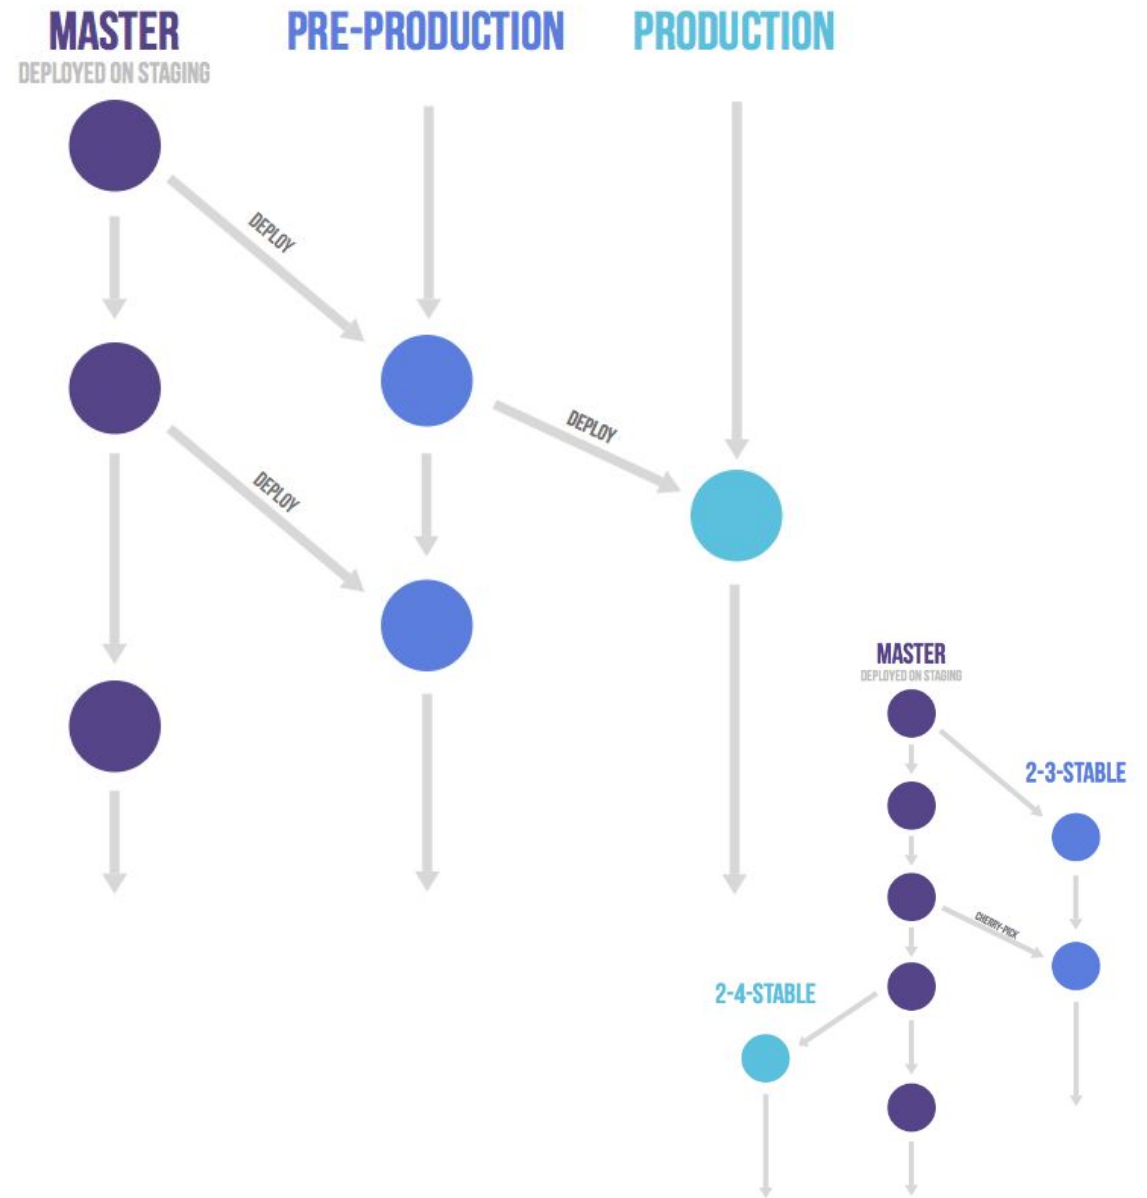 MASTER
DEPLOYED ON STAGING
PRE-PRODUCTION
PRODUCTION
DEPLOY
DEPLOY
DEPLOY
MASTER
DEPLOYED ON STAGING
2-3-STABLE
CHERRY-PICK
2-4-STABLE